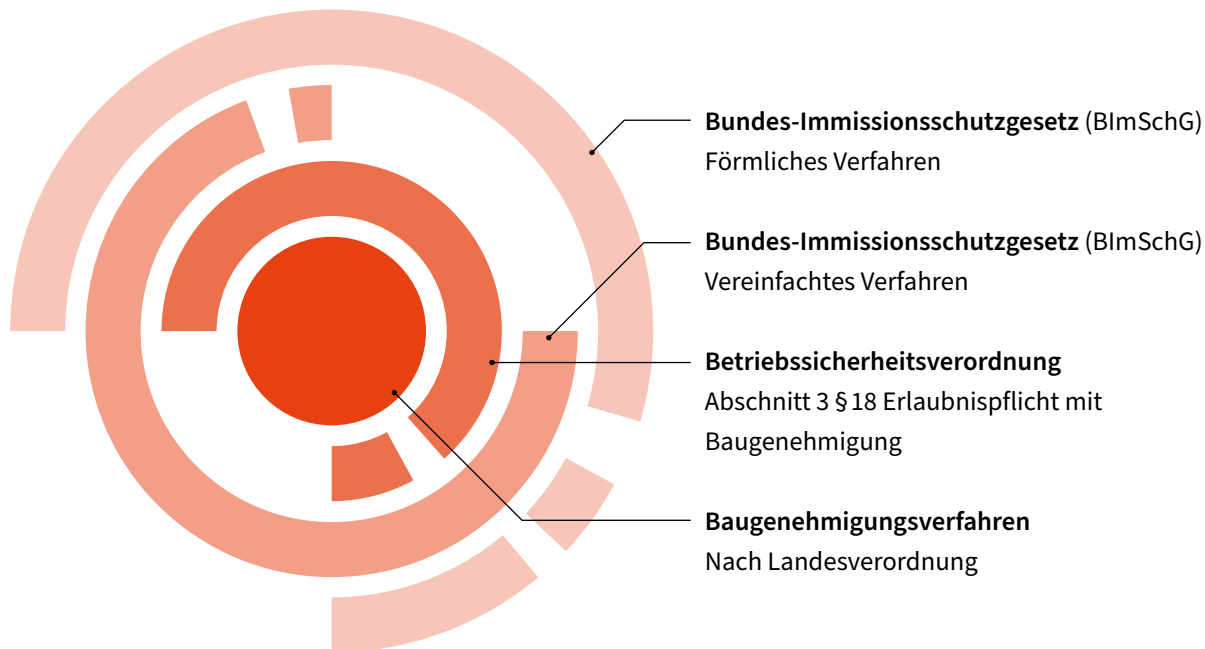 Bundes-Immissionsschutzgesetz (BImSchG)
Förmliches Verfahren
Bundes-Immissionsschutzgesetz (BImSchG)
Vereinfachtes Verfahren
Betriebssicherheitsverordnung
Abschnitt 3 § 18 Erlaubnispflicht mit
Baugenehmigung
Baugenehmigungsverfahren
Nach Landesverordnung